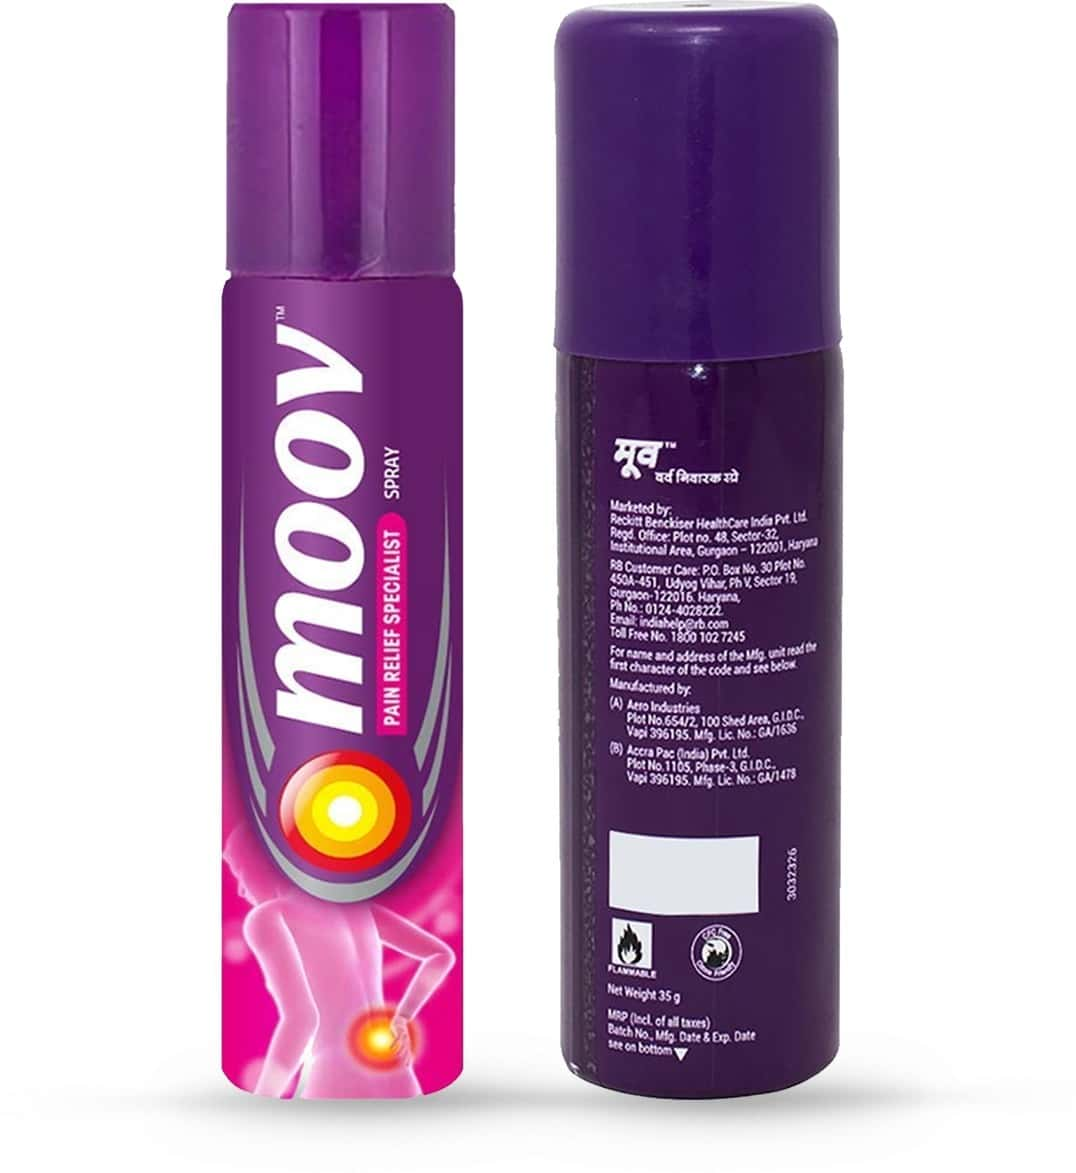 moov™
PAIN RELIEF SPECIALIST SPRAY
मूव™
दर्द निवारक स्प्रे
Marketed by:
Reckitt Benckiser HealthCare India Pvt. Ltd.
Regd. Office: Plot no. 48, Sector-32,
Institutional Area, Gurgaon – 122001, Haryana
RB Customer Care: P.O. Box No. 30 Plot No.
450A-451, Udyog Vihar, Ph V, Sector 19,
Gurgaon-122016. Haryana,
Ph No.: 0124-4028222.
Email: indiahelp@rb.com
Toll Free No. 1800 102 7245
For name and address of the Mfg. unit read the
first character of the code and see below.
Manufactured by:
(A) Aero Industries
Plot No.654/2, 100 Shed Area, G.I.D.C.,
Vapi 396195. Mfg. Lic. No.: GA/1636
(B) Accra Pac (India) Pvt. Ltd.
Plot No.1105, Phase-3, G.I.D.C.,
Vapi 396195. Mfg. Lic. No.: GA/1478
3032326
FLAMMABLE
CFC Free
Ozone Friendly
Net Weight 35 g
MRP (Incl. of all taxes)
Batch No., Mfg. Date & Exp. Date
see on bottom